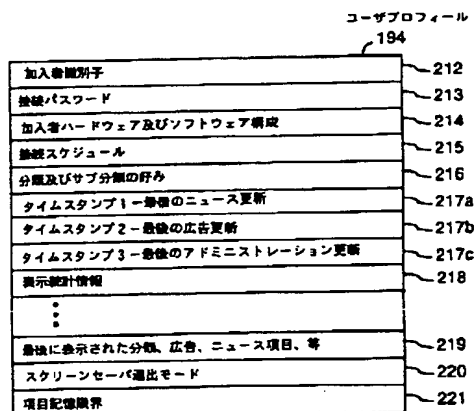 ユーザプロフィール
194
加入者識別子 212
接続パスワード 213
加入者ハードウェア及びソフトウェア構成 214
接続スケジュール 215
分類及びサブ分類の好み 216
タイムスタンプ1-最後のニュース更新 217a
タイムスタンプ2-最後の広告更新 217b
タイムスタンプ3-最後のアドミニストレーション更新 217c
表示統計情報 218
最後に表示された分類、広告、ニュース項目、等 219
スクリーンセーバ退出モード 220
項目記憶限界 221